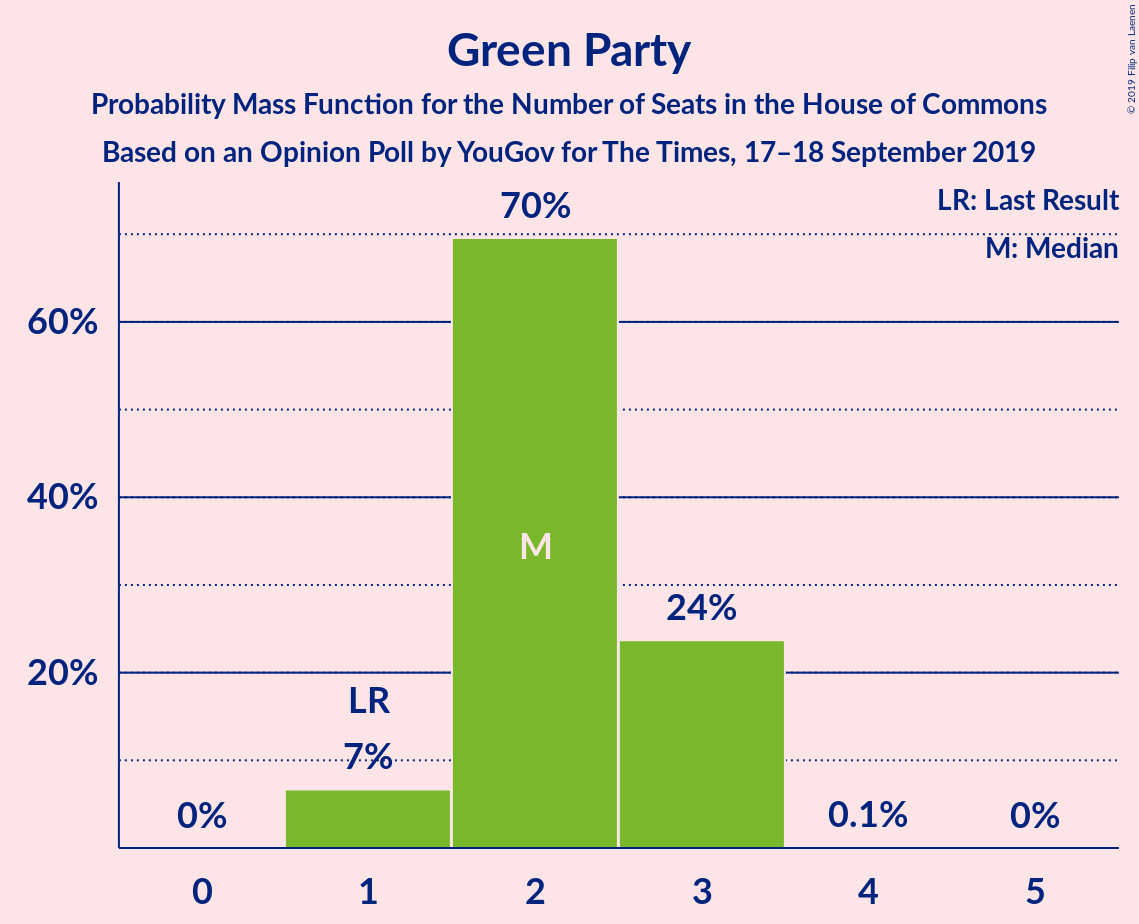 Green Party
Probability Mass Function for the Number of Seats in the House of Commons
Based on an Opinion Poll by YouGov for The Times, 17–18 September 2019
© 2019 Filip van Laenen
LR: Last Result
M: Median
70%
60%
40%
M
24%
20%
LR
7%
0%
0.1%
0%
0 1 2 3 4 5